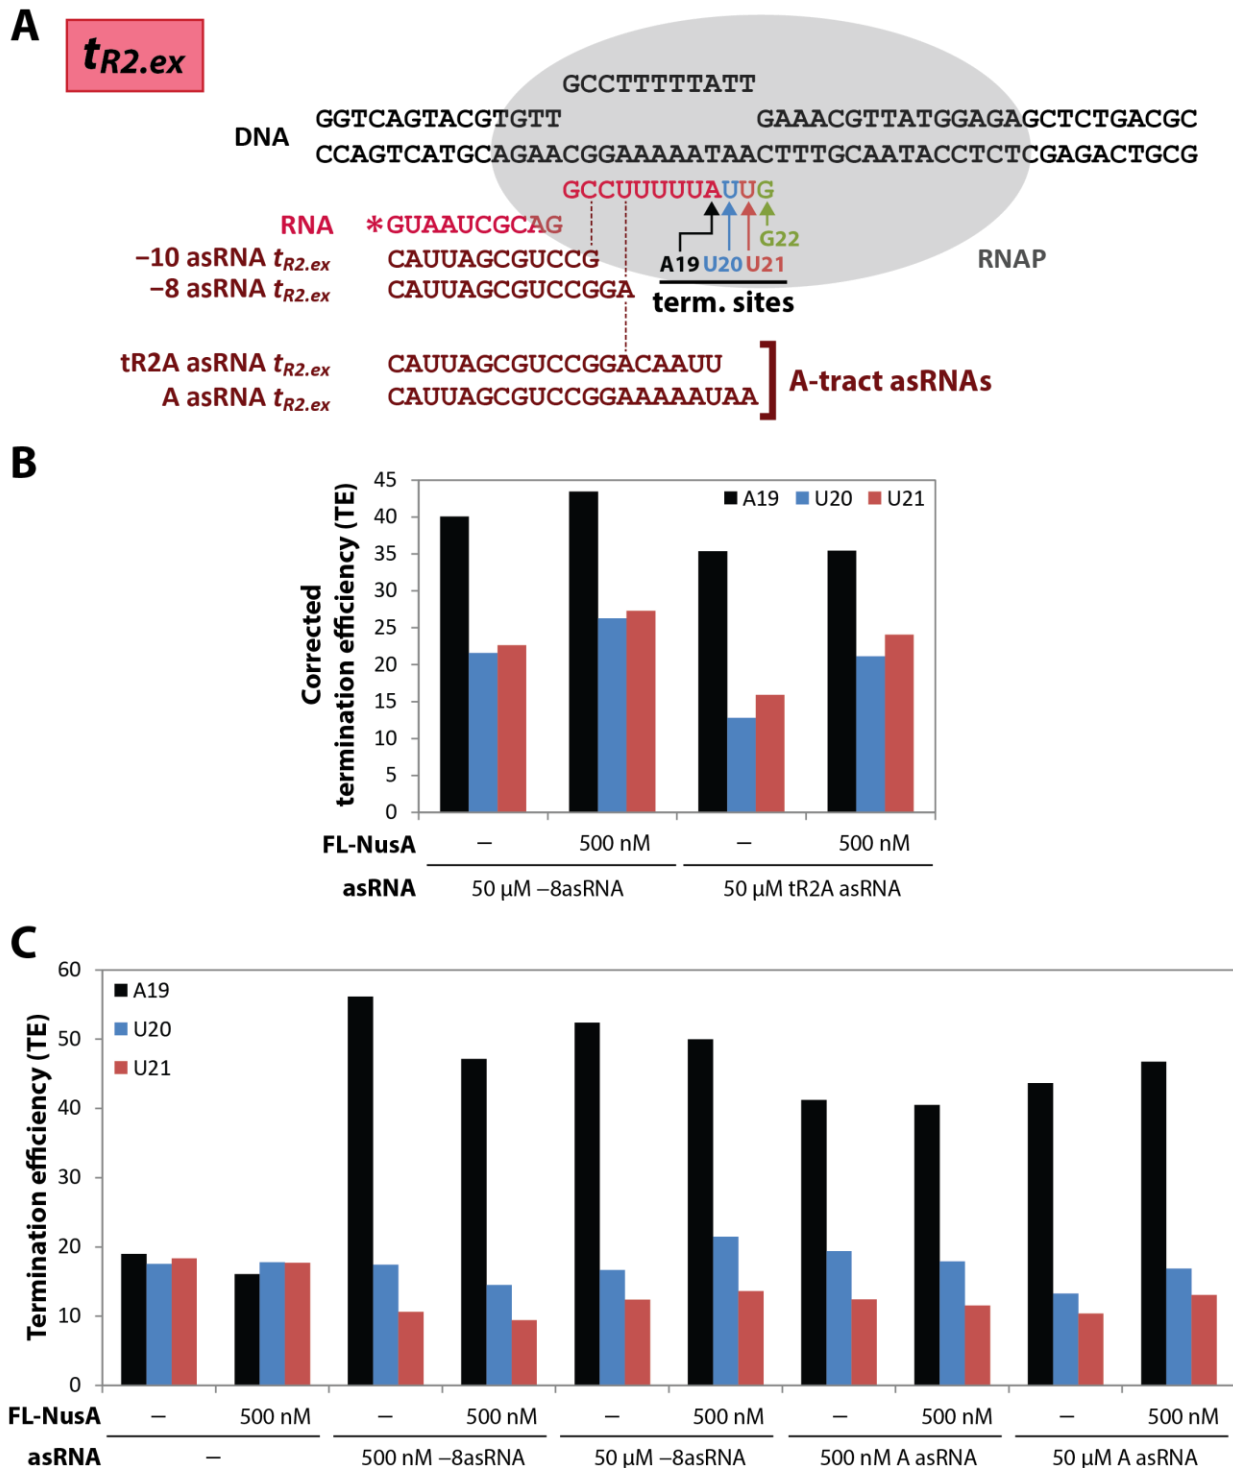 A
tR2.ex
GCCTTTTTATT
GGTCAGTACGTGTT GAAACGTTATGGAGAGCTCTGACGC
DNA
CCAGTCATGCAGAACGGAAAAATAACTTTGCAATACCTCTCGAGACTGCG
GCCUUUUUAUUG
RNA *GUAAUCGCAG
G22
−10 asRNA tR2.ex CAUUAGCGUCCG
A19 U20 U21
RNAP
−8 asRNA tR2.ex CAUUAGCGUCCGGA
term. sites
tR2A asRNA tR2.ex CAUUAGCGUCCGGACAAUU
A asRNA tR2.ex CAUUAGCGUCCGGAAAAAUAA
A-tract asRNAs
B
Corrected
termination efficiency (TE)
45
40
35
30
25
20
15
10
5
0
A19 U20 U21
FL-NusA – 500 nM – 500 nM
asRNA 50 µM −8asRNA 50 µM tR2A asRNA
C
Termination efficiency (TE)
60
50
40
30
20
10
0
A19
U20
U21
FL-NusA – 500 nM – 500 nM – 500 nM – 500 nM – 500 nM
asRNA – 500 nM −8asRNA 50 µM −8asRNA 500 nM A asRNA 50 µM A asRNA